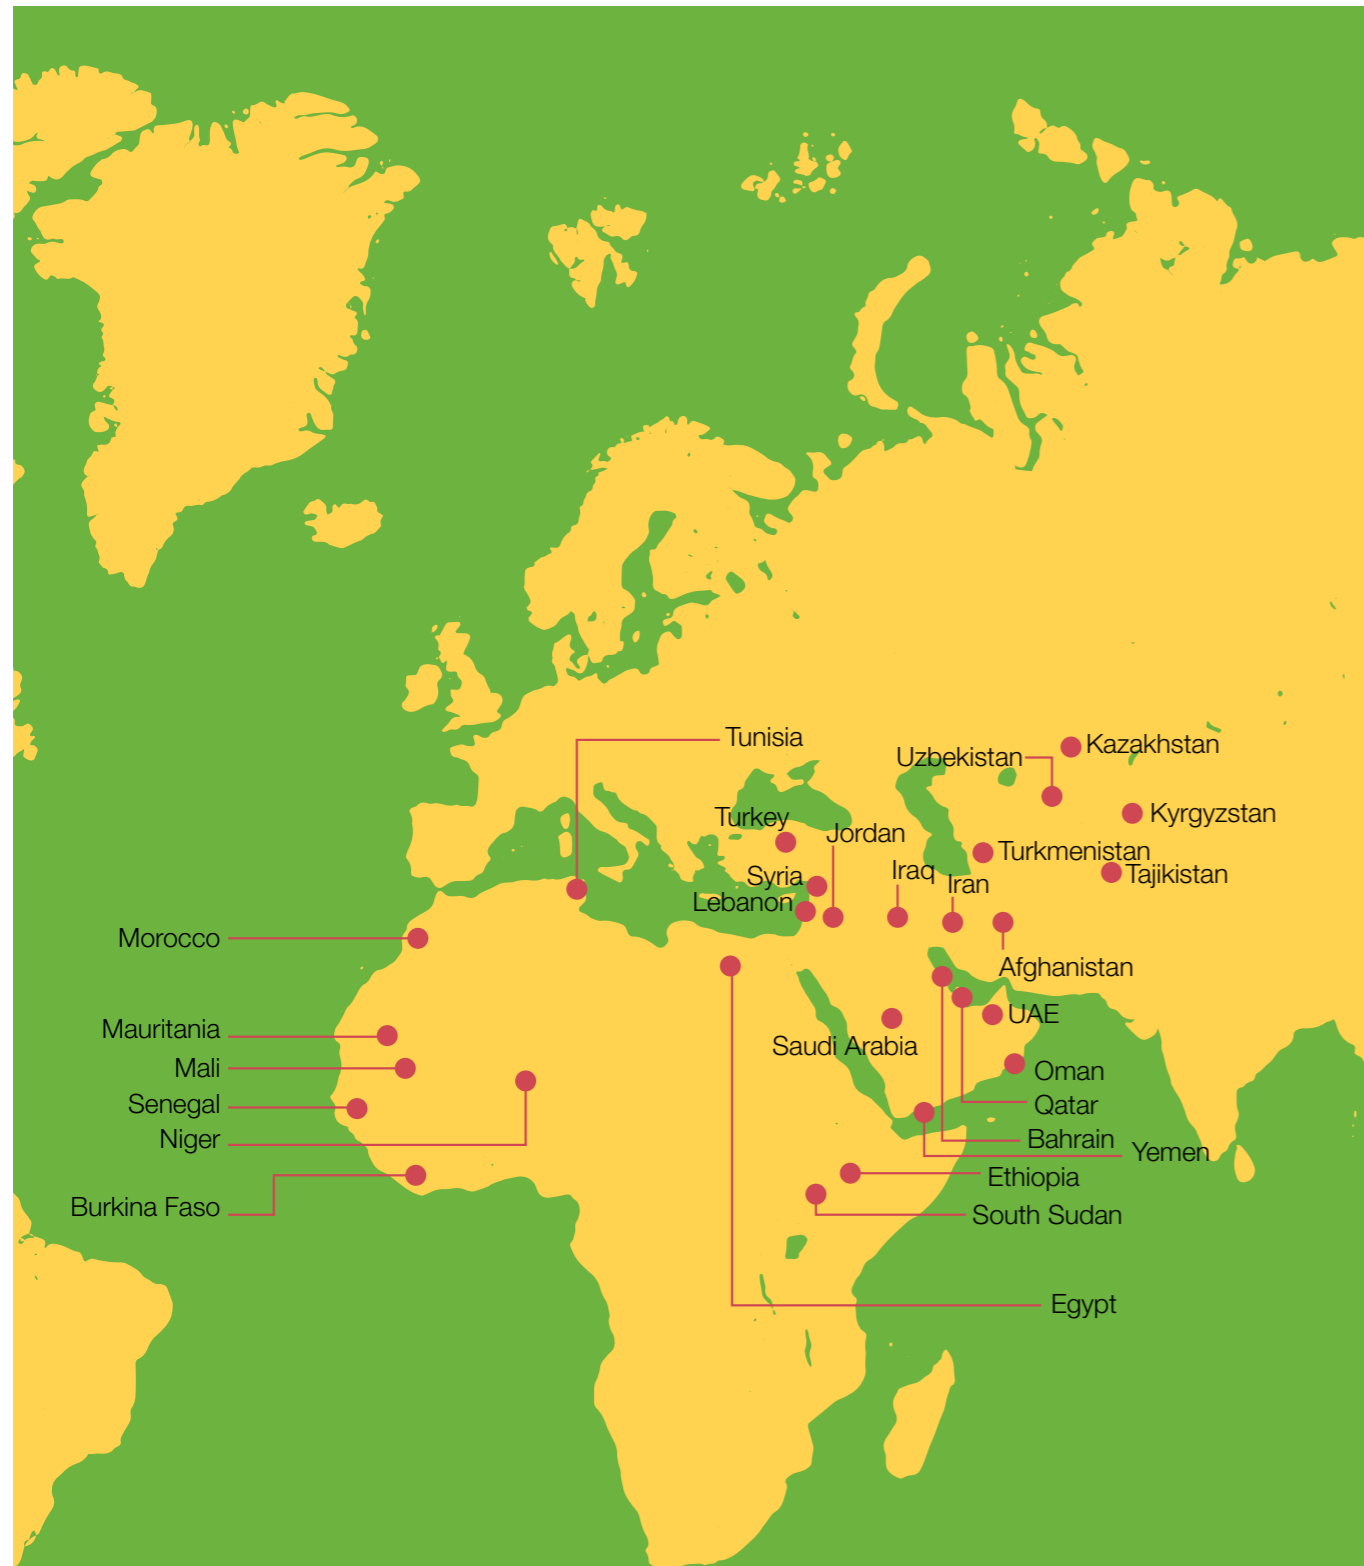 Tunisia
Kazakhstan
Uzbekistan
Kyrgyzstan
Turkey
Jordan
Turkmenistan
Iraq
Tajikistan
Syria
Iran
Lebanon
Morocco
Afghanistan
UAE
Mauritania
Saudi Arabia
Mali
Oman
Senegal
Qatar
Niger
Bahrain
Yemen
Ethiopia
Burkina Faso
South Sudan
Egypt